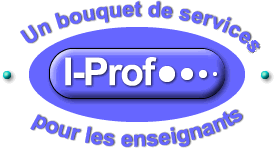 Un bouquet de services
I-Prof
pour les enseignants